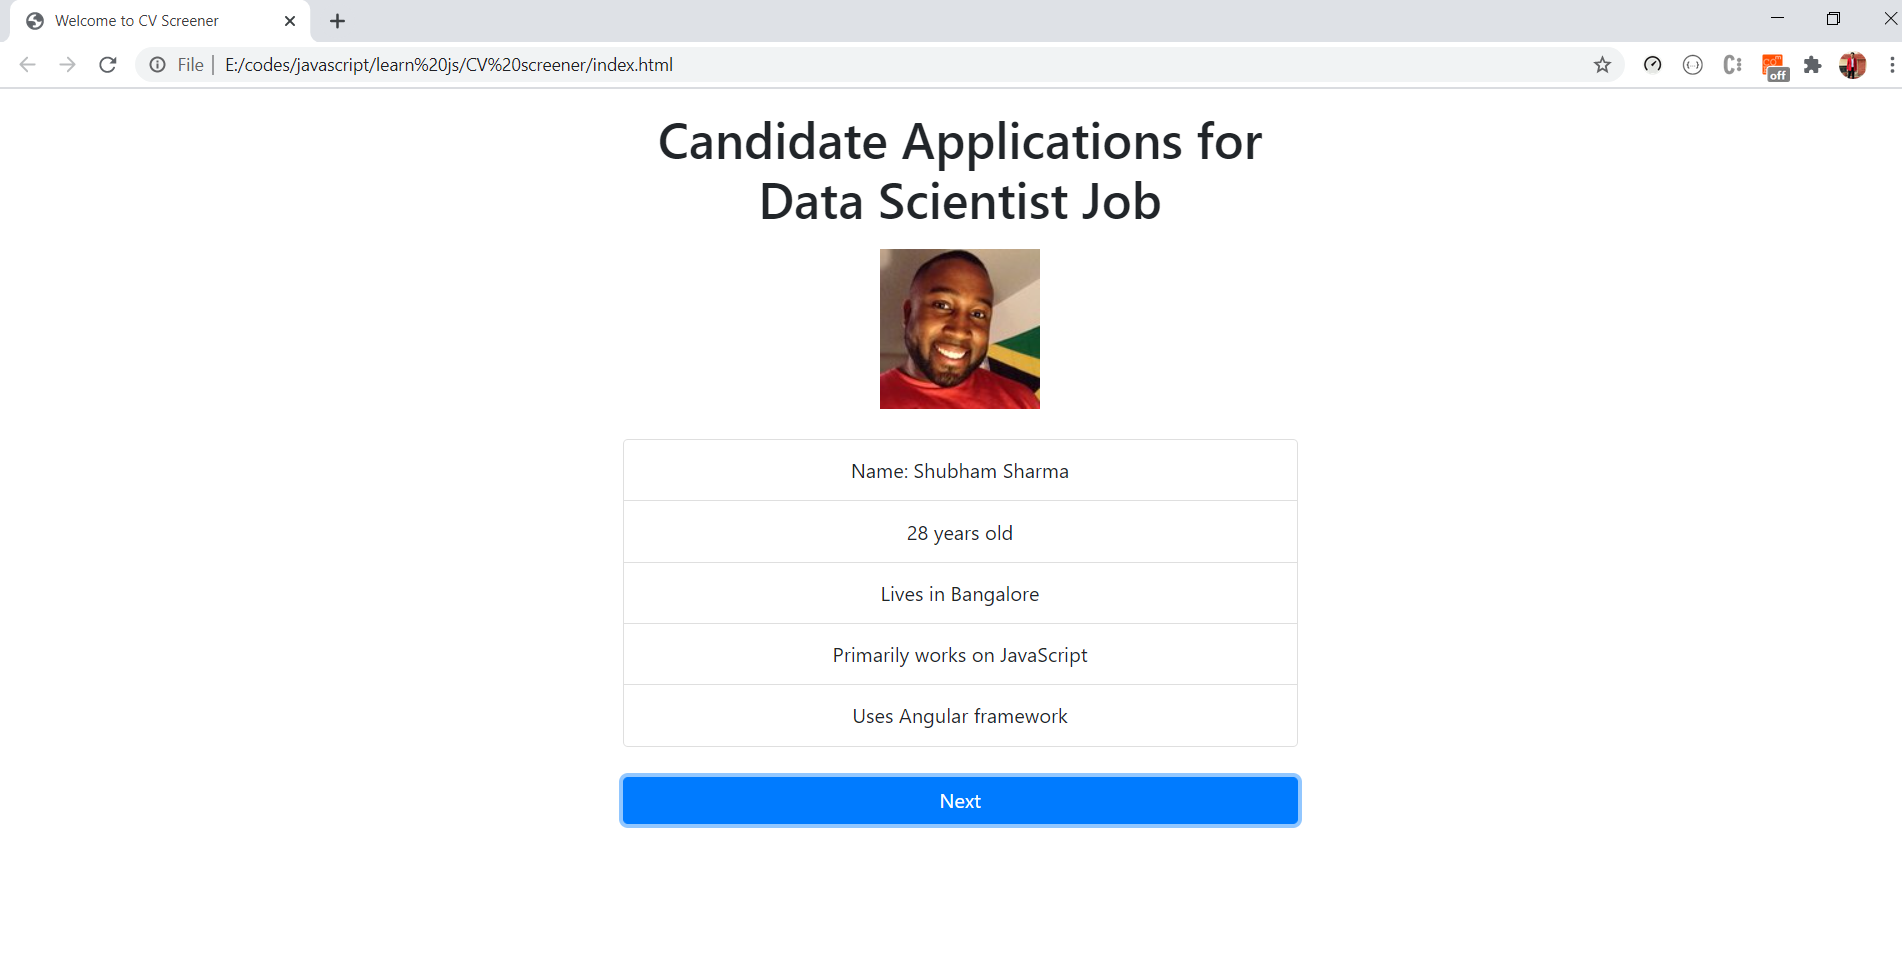 Welcome to CV Screener
File | E:/codes/javascript/learn%20js/CV%20screener/index.html
off
Candidate Applications for
Data Scientist Job
Name: Shubham Sharma
28 years old
Lives in Bangalore
Primarily works on JavaScript
Uses Angular framework
Next